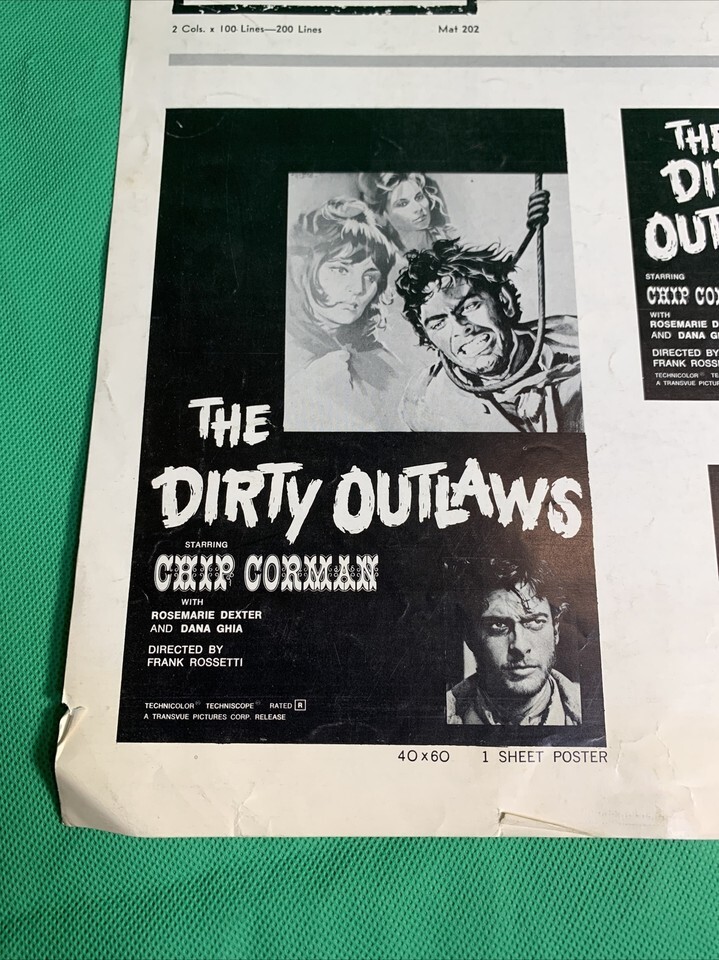 2 Cols. x 100 Lines—200 Lines
Mat 202
THE
DIRTY OUTLAWS
STARRING
CHIP CORMAN
WITH
ROSEMARIE DEXTER
AND DANA GHIA
DIRECTED BY
FRANK ROSSETTI
TECHNICOLOR® TECHNISCOPE® RATED R
A TRANSVUE PICTURES CORP. RELEASE
40x60 1 SHEET POSTER
THE
DI
OUT
STARRING
CHIP CO
WITH
ROSEMARIE D
AND DANA G
DIRECTED BY
FRANK ROSS
TECHNICOLOR® TE
A TRANSVUE PICTUR